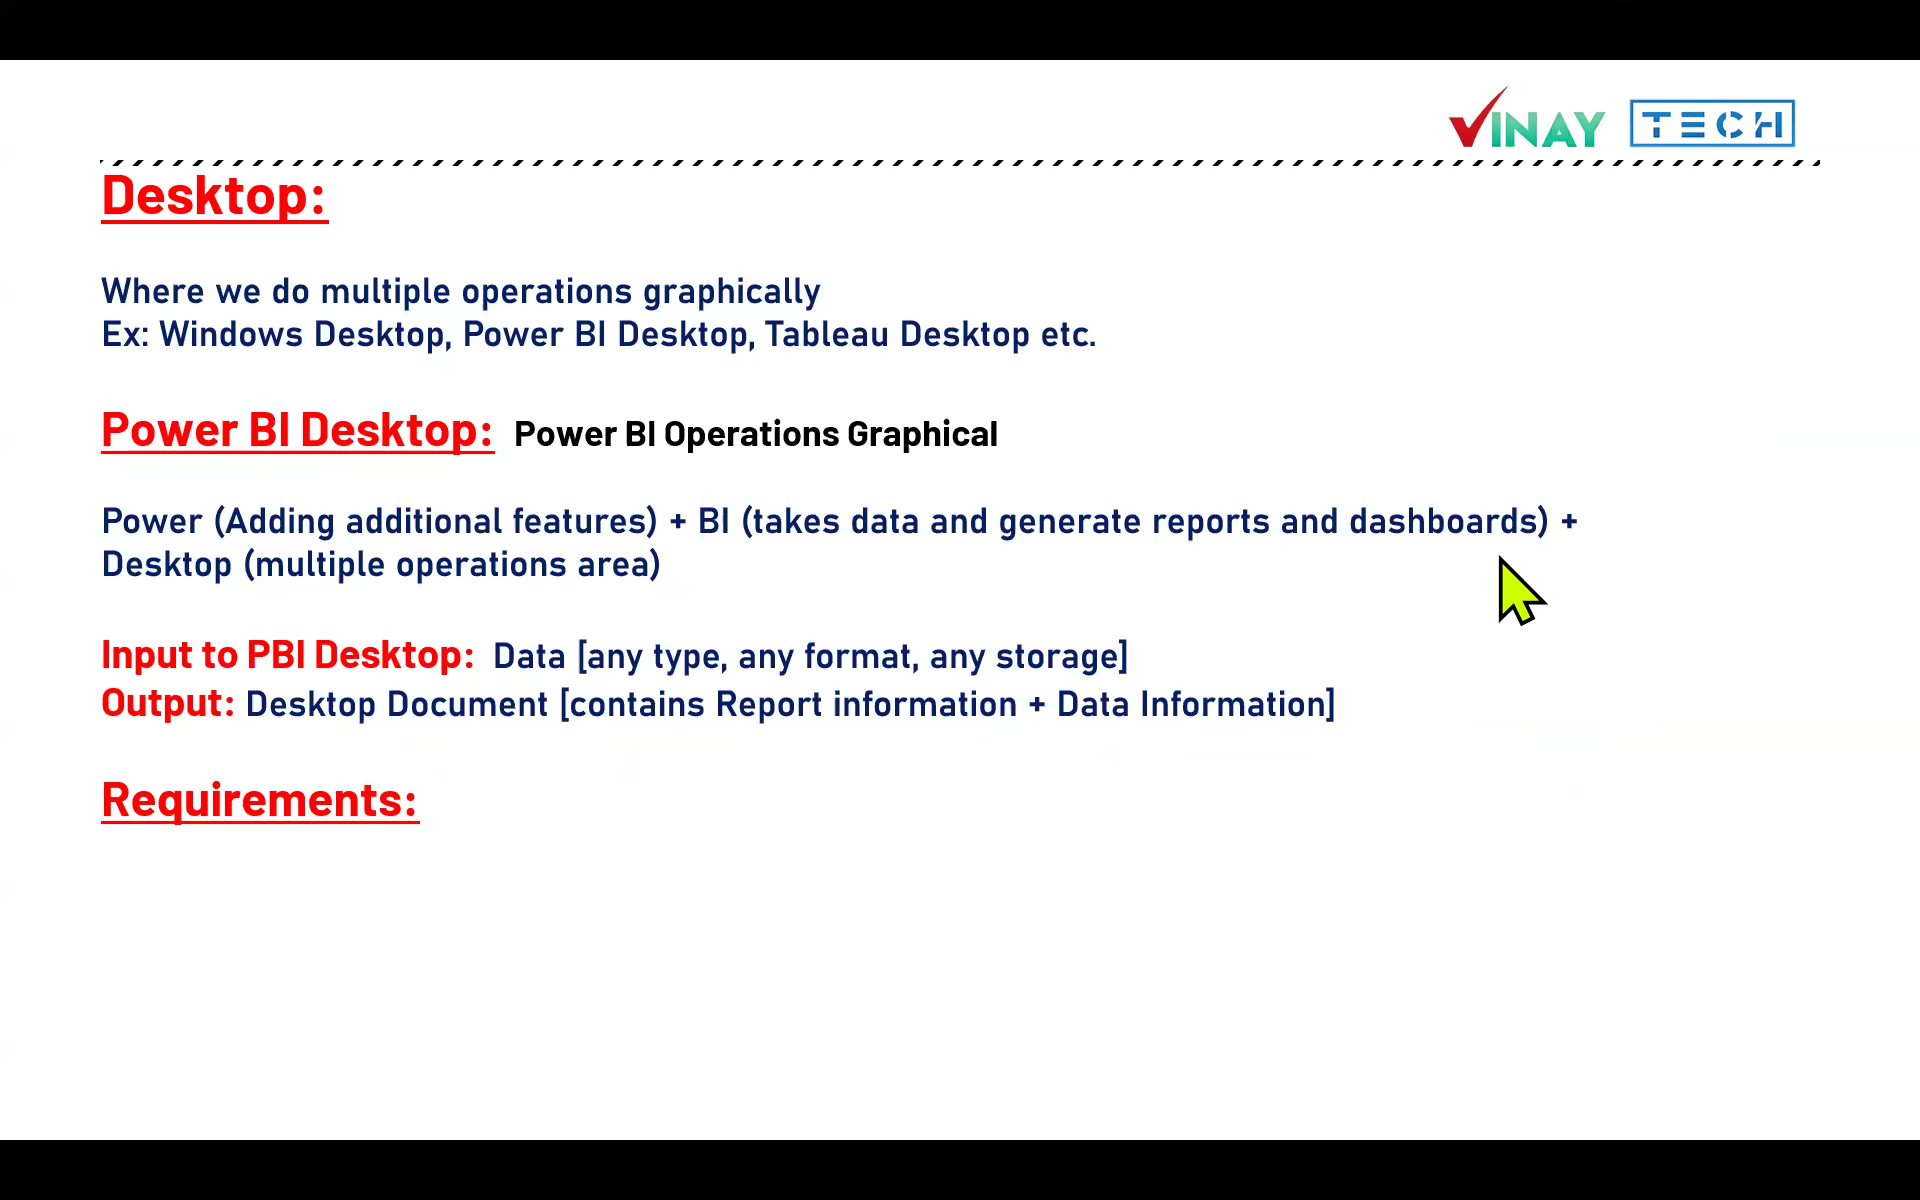 VINAY TECH
Desktop:
Where we do multiple operations graphically
Ex: Windows Desktop, Power BI Desktop, Tableau Desktop etc.
Power BI Desktop: Power BI Operations Graphical
Power (Adding additional features) + BI (takes data and generate reports and dashboards) +
Desktop (multiple operations area)
Input to PBI Desktop: Data [any type, any format, any storage]
Output: Desktop Document [contains Report information + Data Information]
Requirements: